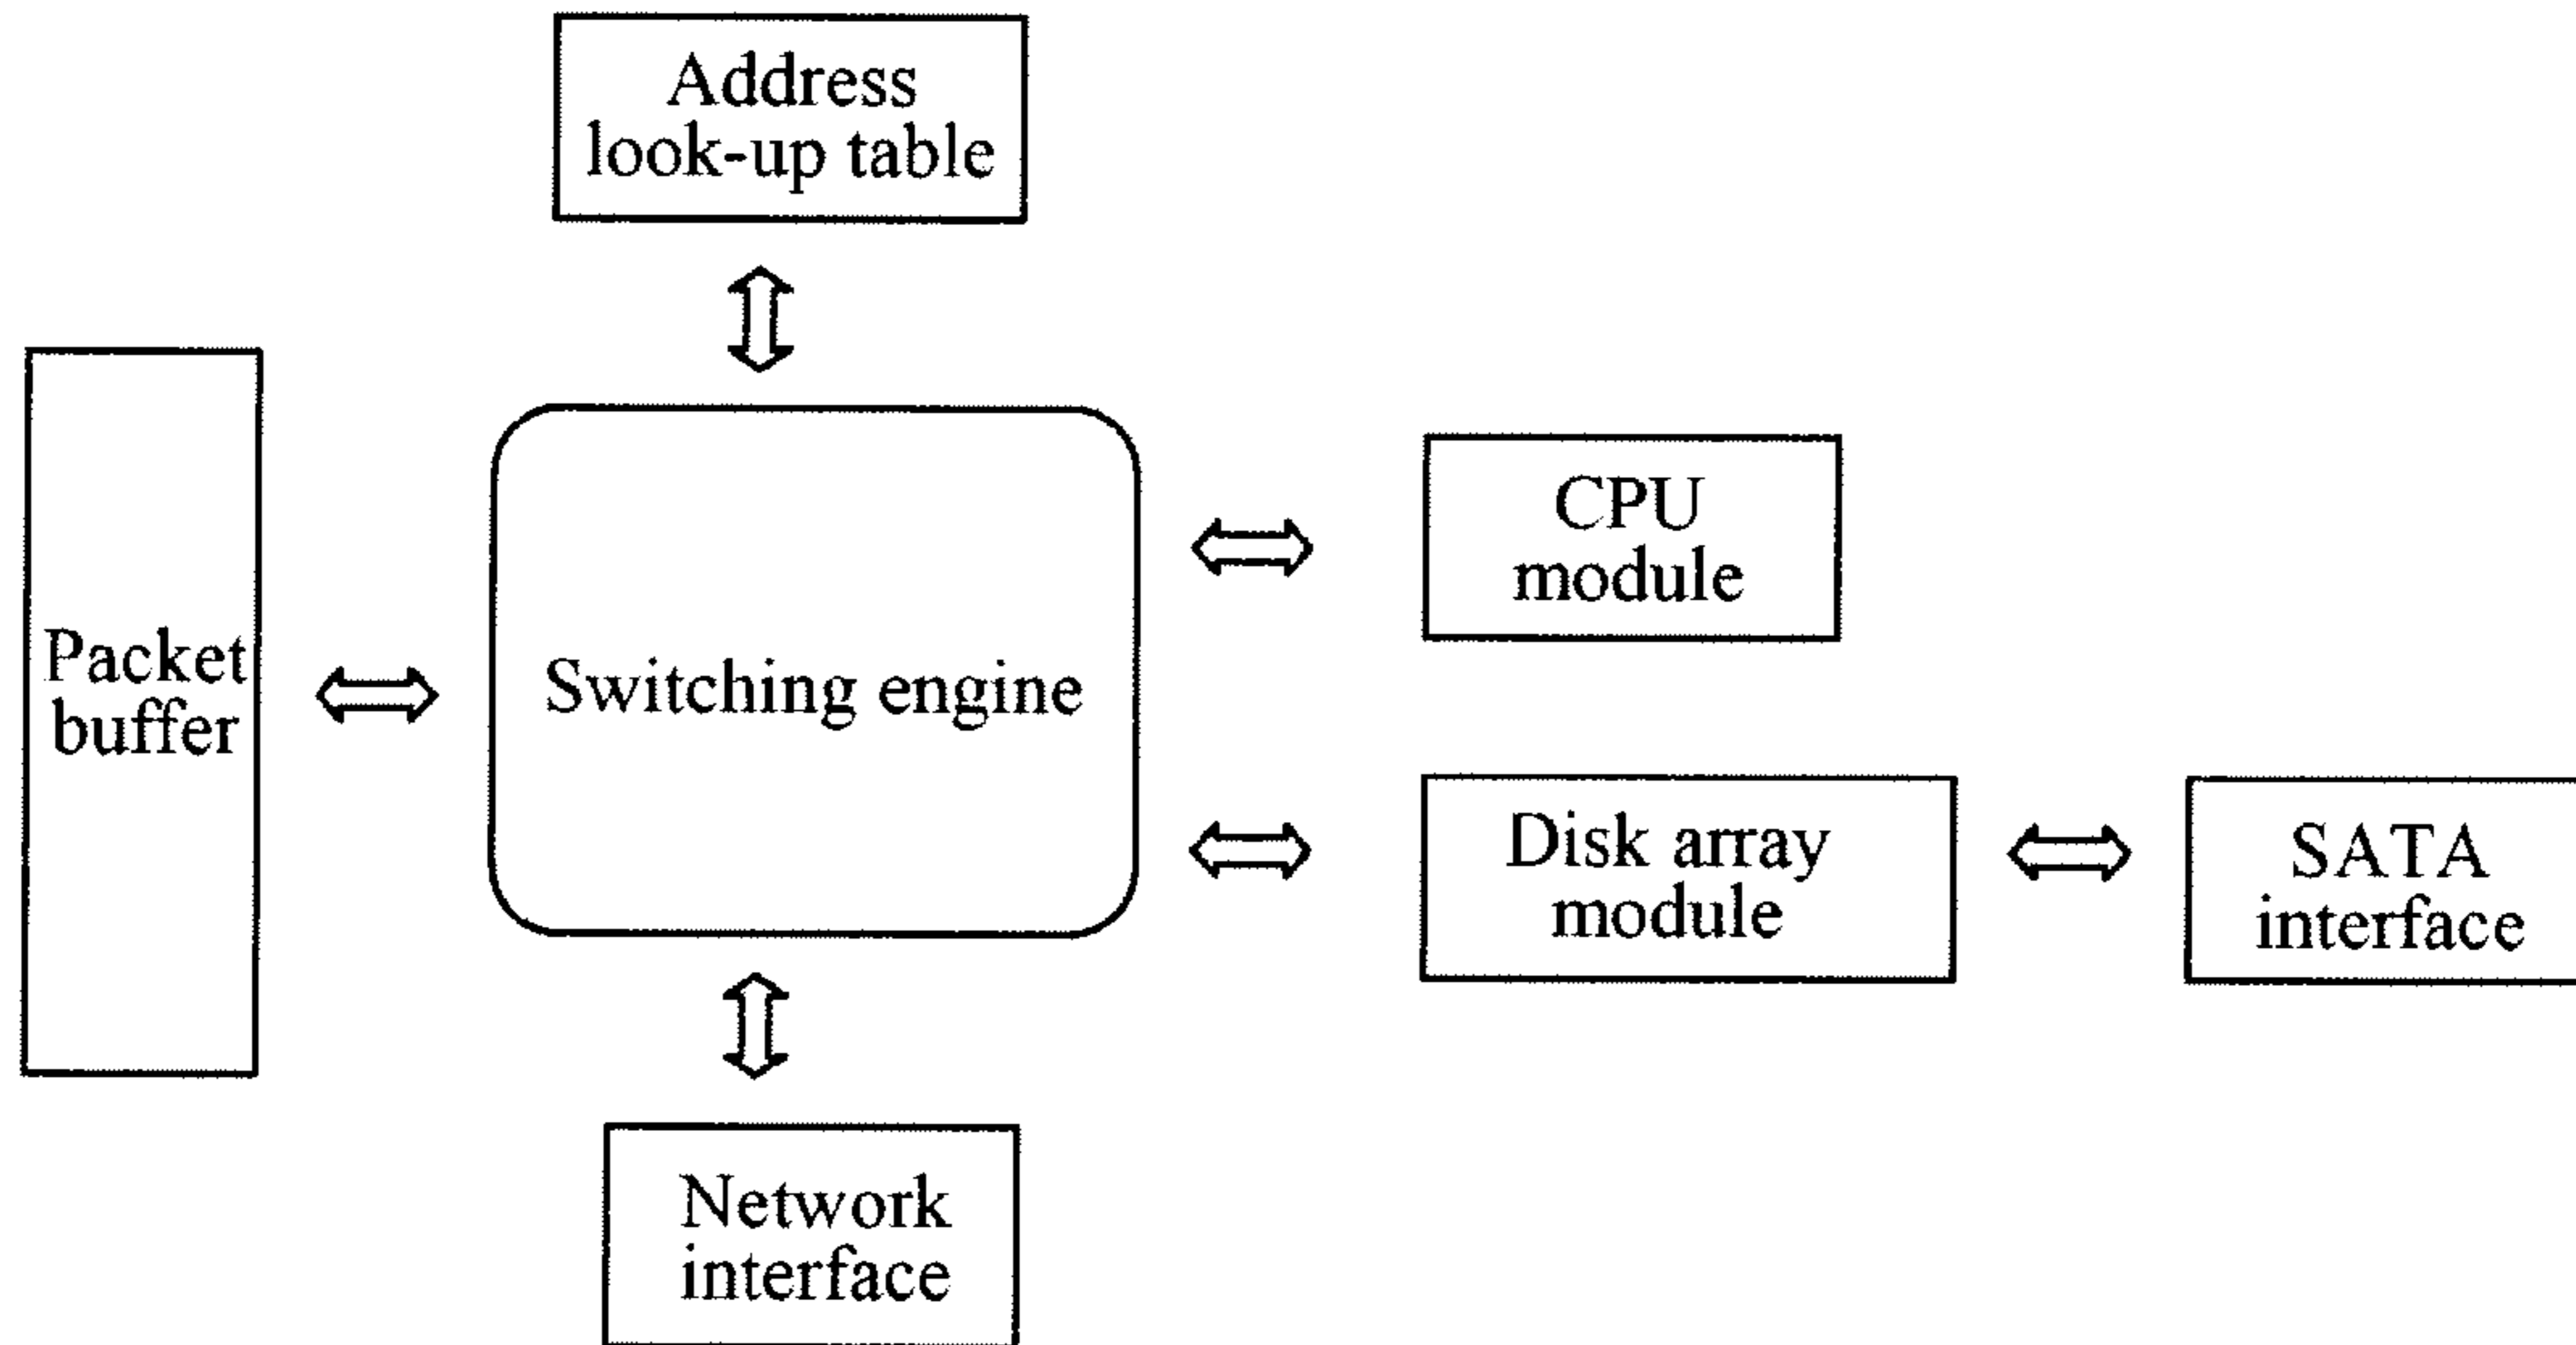 Address
look-up table
CPU
module
Packet
buffer
Switching engine
Disk array
module
SATA
interface
Network
interface